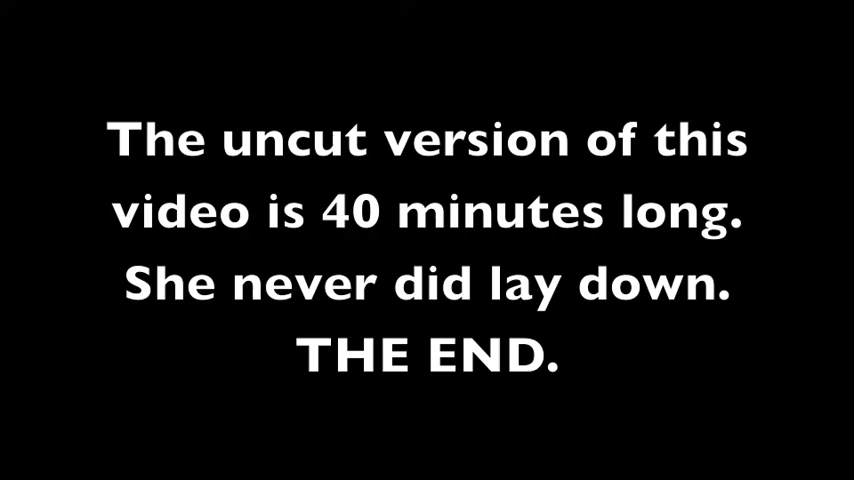 The uncut version of this
video is 40 minutes long.
She never did lay down.
THE END.